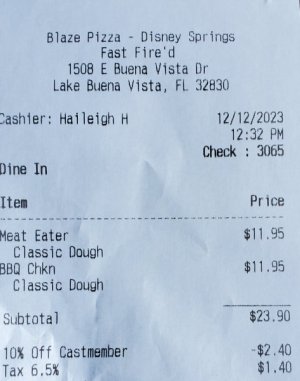 Blaze Pizza - Disney Springs
Fast Fire'd
1508 E Buena Vista Dr
Lake Buena Vista, FL 32830
Cashier: Haileigh H 12/12/2023
12:32 PM
Check : 3065
Dine In
Item Price
Meat Eater $11.95
Classic Dough
BBQ Chkn $11.95
Classic Dough
Subtotal $23.90
10% Off Castmember -$2.40
Tax 6.5% $1.40